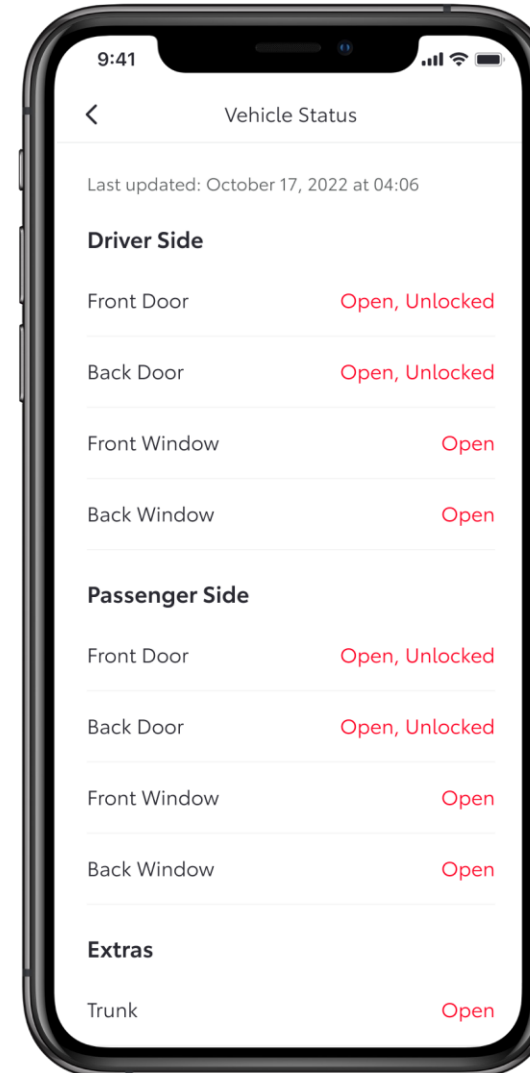 9:41
Vehicle Status
Last updated: October 17, 2022 at 04:06
Driver Side
Front Door Open, Unlocked
Back Door Open, Unlocked
Front Window Open
Back Window Open
Passenger Side
Front Door Open, Unlocked
Back Door Open, Unlocked
Front Window Open
Back Window Open
Extras
Trunk Open